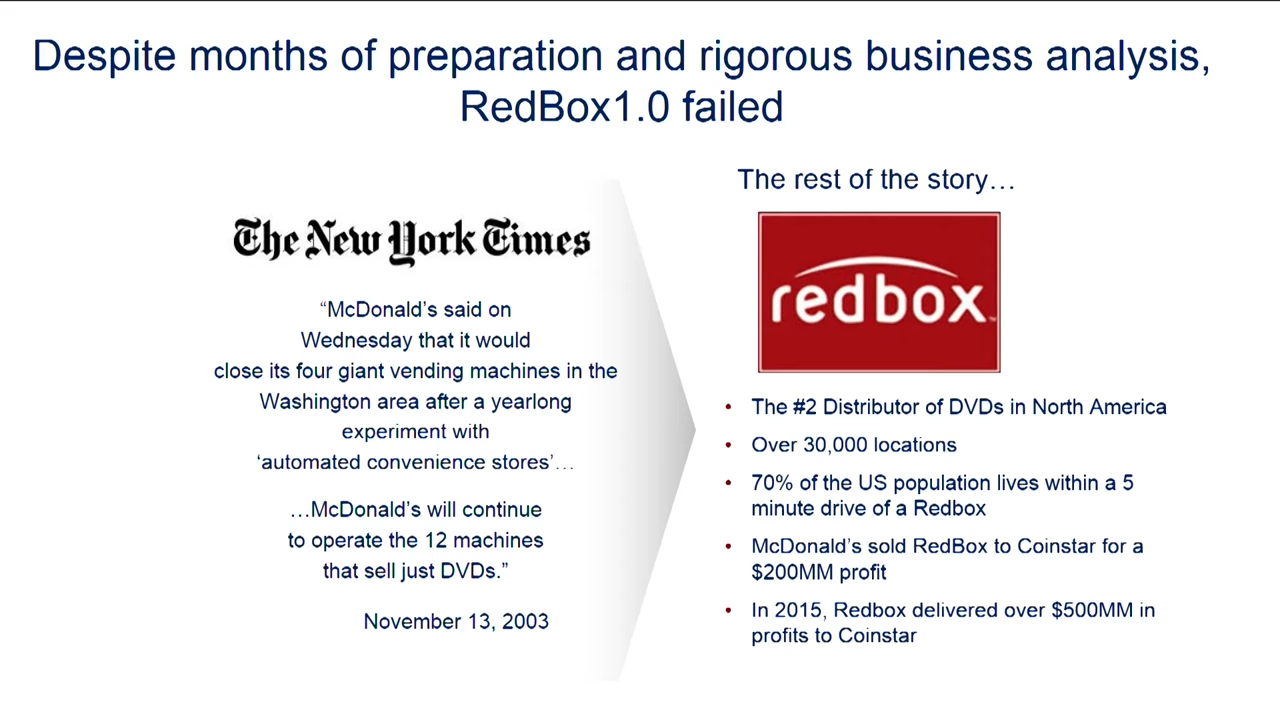 Despite months of preparation and rigorous business analysis,
RedBox1.0 failed
The New York Times
“McDonald’s said on
Wednesday that it would
close its four giant vending machines in the
Washington area after a yearlong
experiment with
‘automated convenience stores’…
…McDonald’s will continue
to operate the 12 machines
that sell just DVDs.”
November 13, 2003
The rest of the story…
redbox™
• The #2 Distributor of DVDs in North America
• Over 30,000 locations
• 70% of the US population lives within a 5
minute drive of a Redbox
• McDonald’s sold RedBox to Coinstar for a
$200MM profit
• In 2015, Redbox delivered over $500MM in
profits to Coinstar